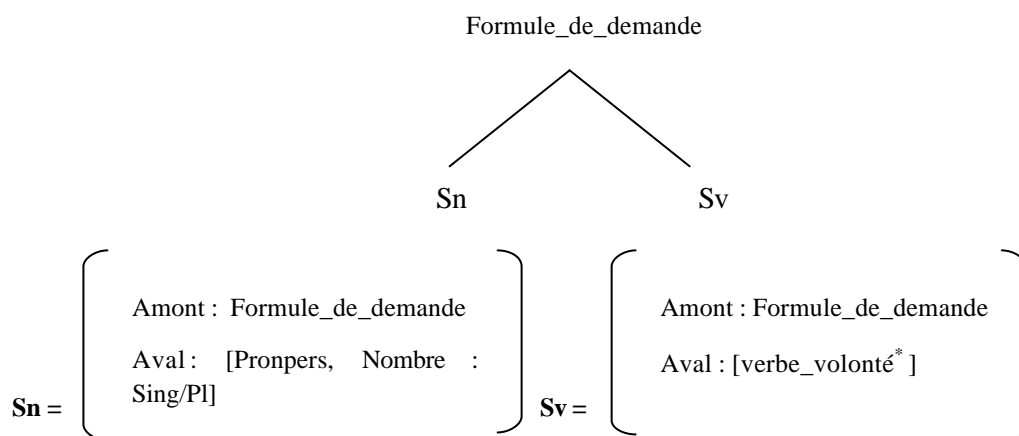 Formule_de_demande
Sn Sv
Amont : Formule_de_demande
Aval : [Pronpers, Nombre :
Sing/Pl]
Sn =
Amont : Formule_de_demande
Aval : [verbe_volonté*]
Sv =